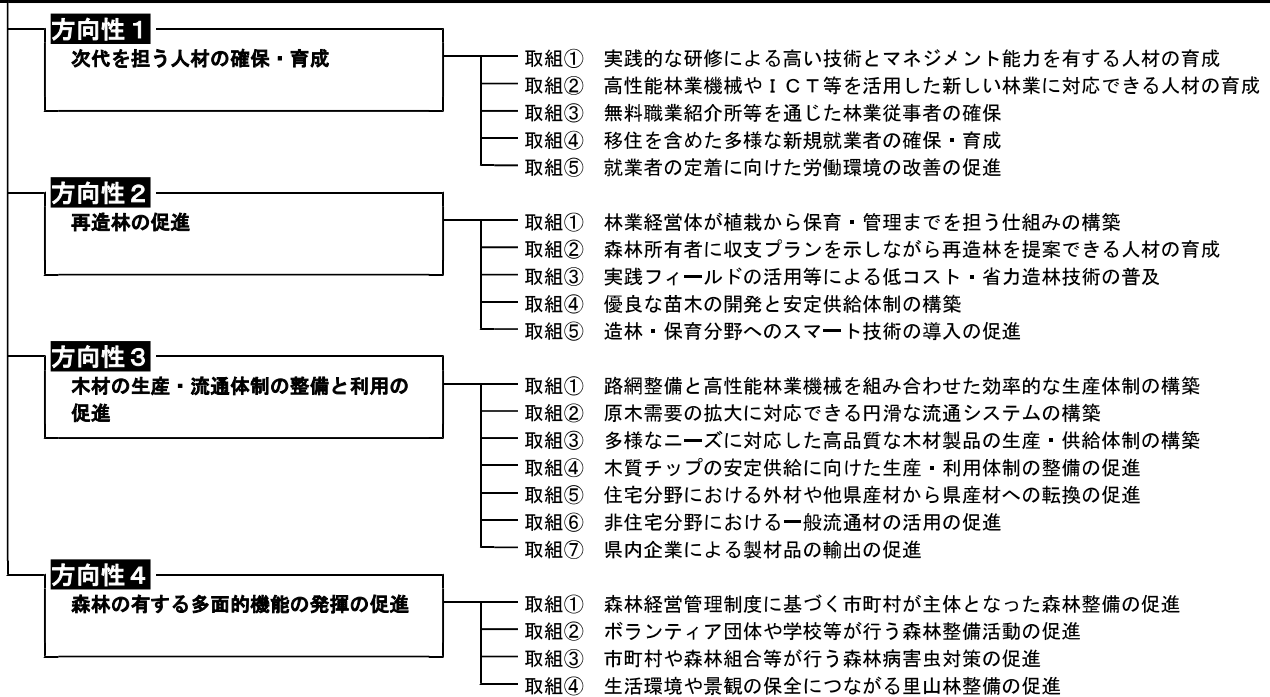 方向性１
次代を担う人材の確保・育成
取組① 実践的な研修による高い技術とマネジメント能力を有する人材の育成
取組② 高性能林業機械やＩＣＴ等を活用した新しい林業に対応できる人材の育成
取組③ 無料職業紹介所等を通じた林業従事者の確保
取組④ 移住を含めた多様な新規就業者の確保・育成
取組⑤ 就業者の定着に向けた労働環境の改善の促進
方向性２
再造林の促進
取組① 林業経営体が植栽から保育・管理までを担う仕組みの構築
取組② 森林所有者に収支プランを示しながら再造林を提案できる人材の育成
取組③ 実践フィールドの活用等による低コスト・省力造林技術の普及
取組④ 優良な苗木の開発と安定供給体制の構築
取組⑤ 造林・保育分野へのスマート技術の導入の促進
方向性３
木材の生産・流通体制の整備と利用の
促進
取組① 路網整備と高性能林業機械を組み合わせた効率的な生産体制の構築
取組② 原木需要の拡大に対応できる円滑な流通システムの構築
取組③ 多様なニーズに対応した高品質な木材製品の生産・供給体制の構築
取組④ 木質チップの安定供給に向けた生産・利用体制の整備の促進
取組⑤ 住宅分野における外材や他県産材から県産材への転換の促進
取組⑥ 非住宅分野における一般流通材の活用の促進
取組⑦ 県内企業による製材品の輸出の促進
方向性４
森林の有する多面的機能の発揮の促進
取組① 森林経営管理制度に基づく市町村が主体となった森林整備の促進
取組② ボランティア団体や学校等が行う森林整備活動の促進
取組③ 市町村や森林組合等が行う森林病害虫対策の促進
取組④ 生活環境や景観の保全につながる里山林整備の促進